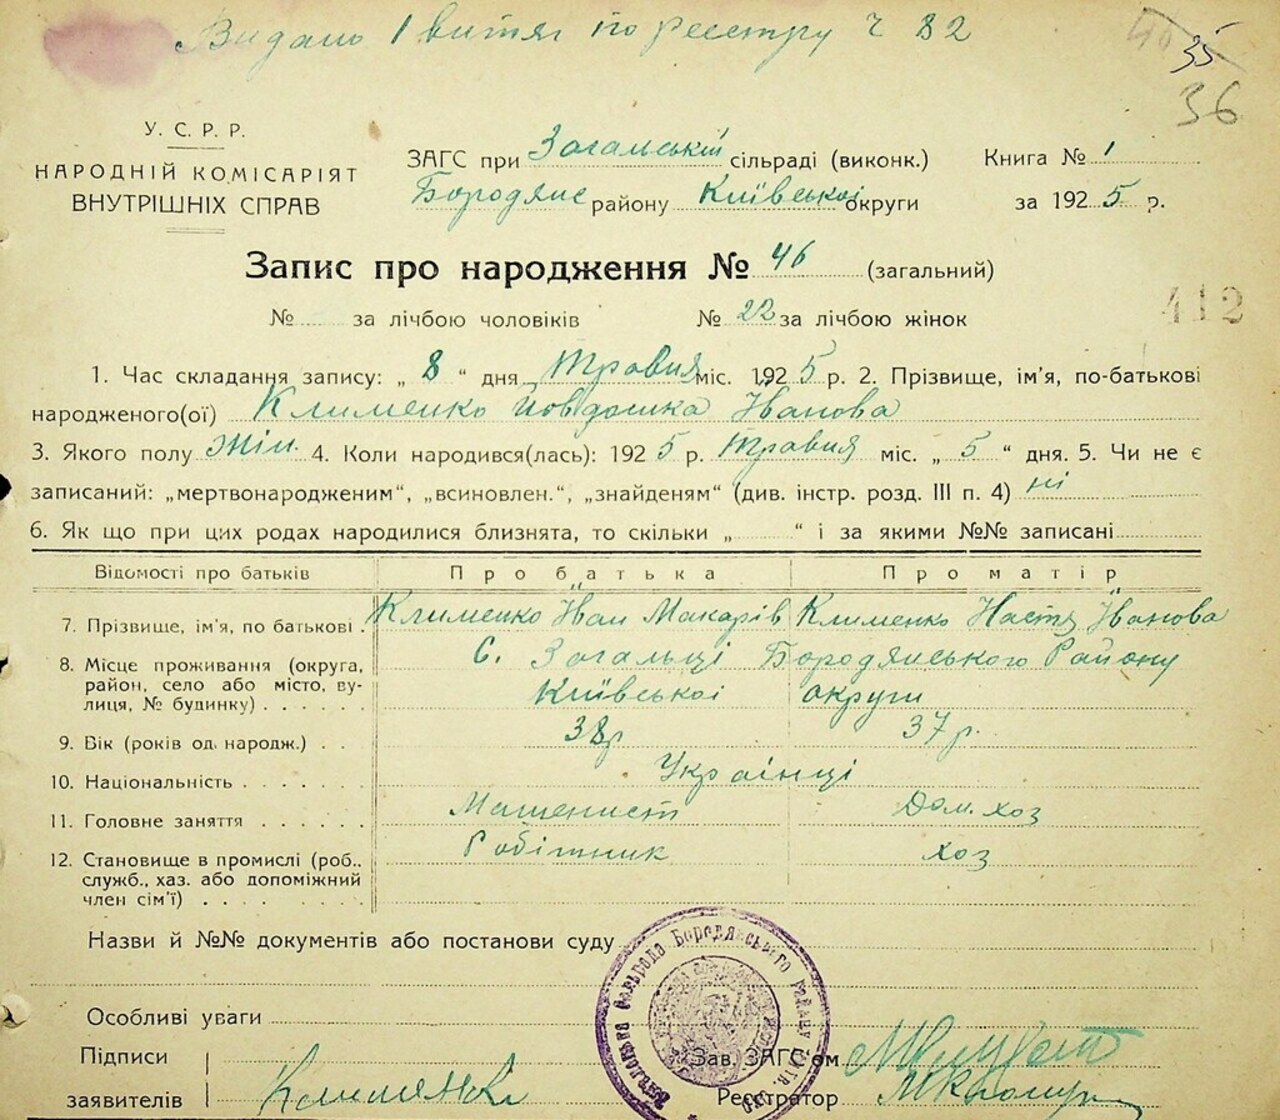 Видано 1 витяг по реєстру Ч 82
35
36
У. С. Р. Р.
НАРОДНІЙ КОМІСАРІЯТ
ВНУТРІШНІХ СПРАВ
ЗАГС при Загальській сільраді (виконк.) Книга № 1
Бородянс району Київської округи за 1925 р.
Запис про народження № 46 (загальний)
№ за лічбою чоловіків № 22 за лічбою жінок
412
1. Час складання запису: „ 8 “ дня Травня міс. 1925 р. 2. Прізвище, ім'я, по-батькові
народженого(ої) Клименко Йовдошка Іванова
3. Якого полу Жін. 4. Коли народився(лась): 1925 р. Травня міс. „ 5 “ дня. 5. Чи не є
записаний: „мертвонародженим“, „всиновлен.“, „знайденям“ (див. інстр. розд. III п. 4) ні
6. Як що при цих родах народилися близнята, то скільки „ “ і за якими №№ записані
Відомості про батьків Про батька Про матір
7. Прізвище, ім'я, по батькові . Клименко Іван Макарів Клименко Настя Іванова
8. Місце проживання (округа, С. Загальці Бородянського Району
район, село або місто, ву-
лиця, № будинку) . . . . . . Київської округи
9. Вік (років од народж.) . . 38р 37р.
10. Національність . . . . . . . Українці
11. Головне заняття . . . . . . Машенист Дом. хоз
12. Становище в промислі (роб., Робітник хоз
служб., хаз. або допоміжний
член сім'ї) . . . . . . . .
Назви й №№ документів або постанови суду
Особливі уваги
Підписи Зав. ЗАГС'ом
заявителів Реєстратор